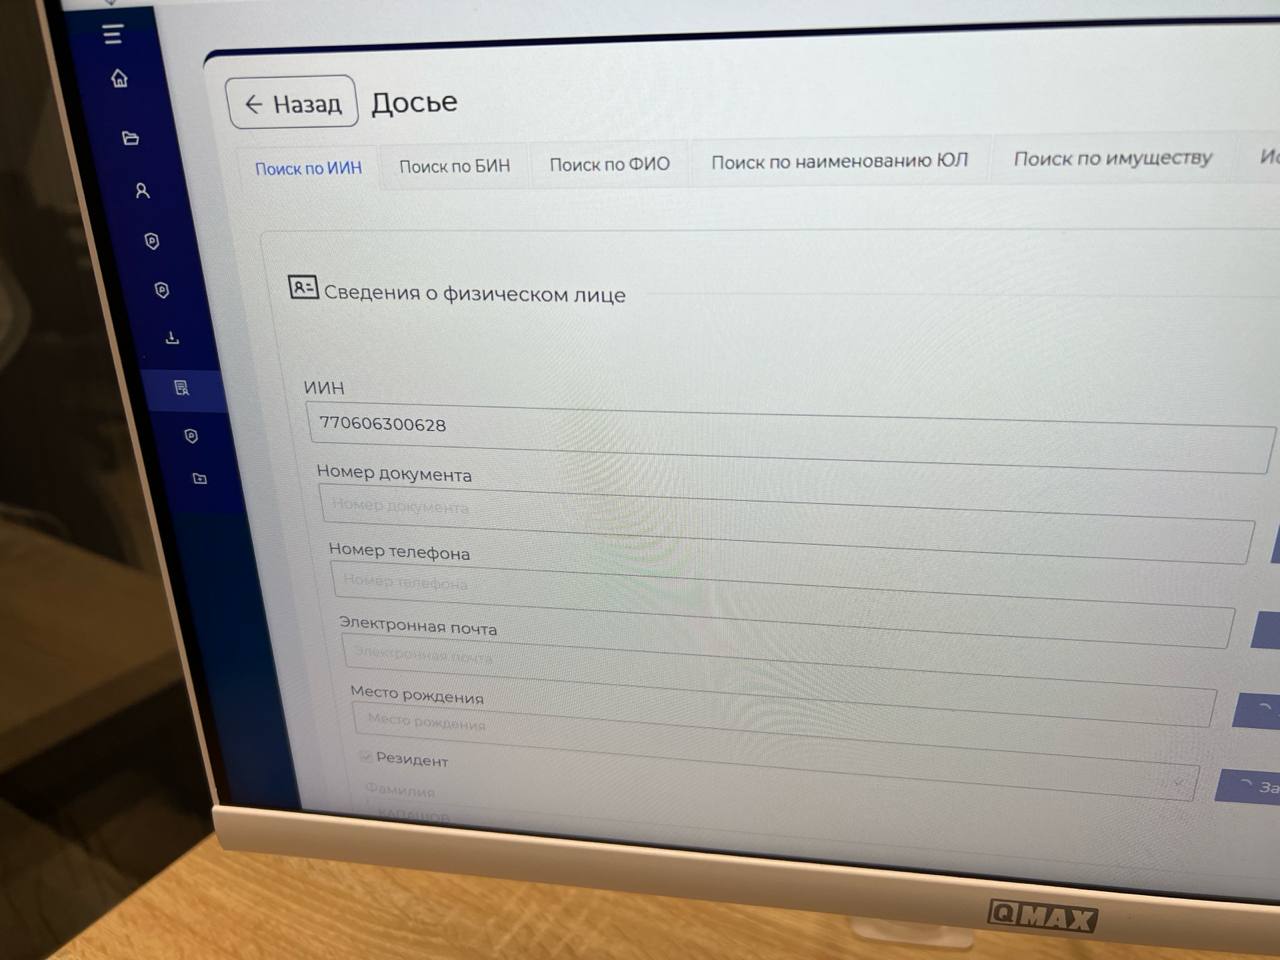 Назад Досье
Поиск по ИИН Поиск по БИН Поиск по ФИО Поиск по наименованию ЮЛ Поиск по имуществу
Сведения о физическом лице
ИИН
770606300628
Номер документа
Номер документа
Номер телефона
Номер телефона
Электронная почта
Электронная почта
Место рождения
Место рождения
Резидент
За
Фамилия
QMAX